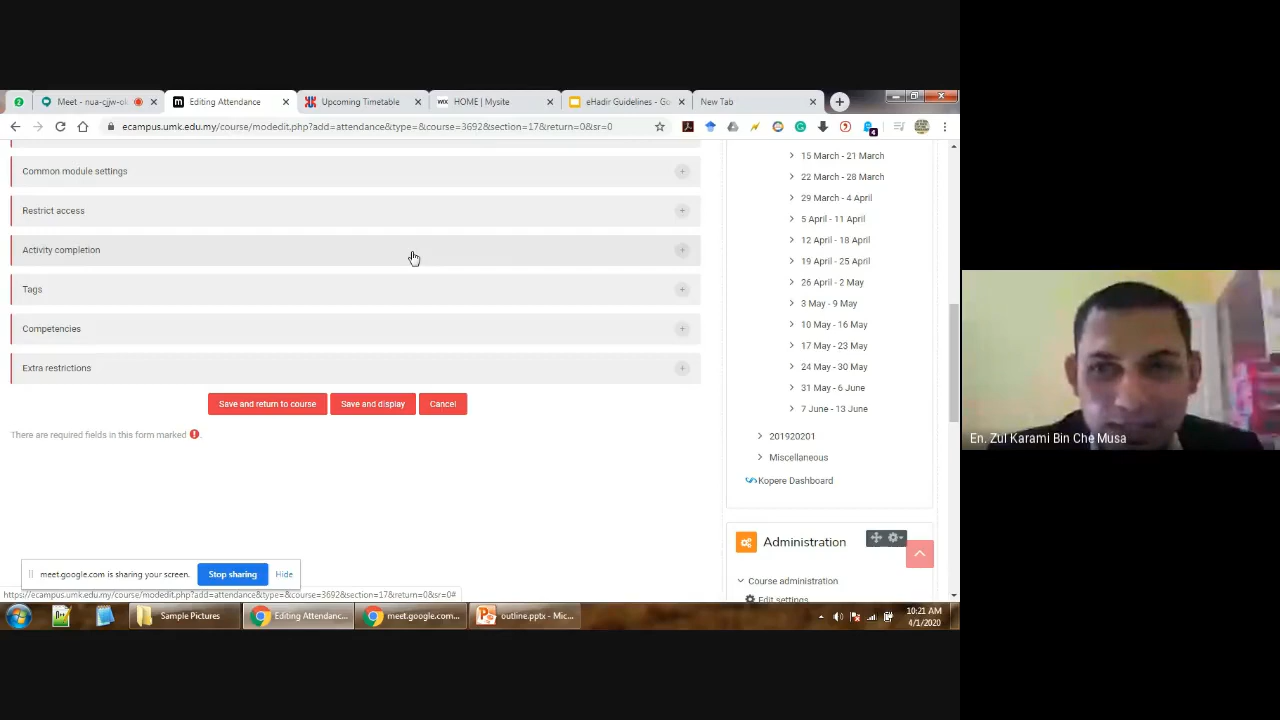 2
Meet - nua-cjjw-ol
Editing Attendance
Upcoming Timetable
WIX
HOME | Mysite
eHadir Guidelines - Go
New Tab
ecampus.umk.edu.my/course/modedit.php?add=attendance&type=&course=3692&section=17&return=0&sr=0
4
Common module settings
Restrict access
Activity completion
Tags
Competencies
Extra restrictions
Save and return to course
Save and display
Cancel
There are required fields in this form marked
15 March - 21 March
22 March - 28 March
29 March - 4 April
5 April - 11 April
12 April - 18 April
19 April - 25 April
26 April - 2 May
3 May - 9 May
10 May - 16 May
17 May - 23 May
24 May - 30 May
31 May - 6 June
7 June - 13 June
201920201
Miscellaneous
Kopere Dashboard
Administration
Course administration
Edit settings
meet.google.com is sharing your screen.
Stop sharing
Hide
https://ecampus.umk.edu.my/course/modedit.php?add=attendance&type=&course=3692&section=17&return=0&sr=0#
Sample Pictures
Editing Attendanc...
meet.google.com...
outline.pptx - Mic...
10:21 AM
4/1/2020
En. Zul Karami Bin Che Musa